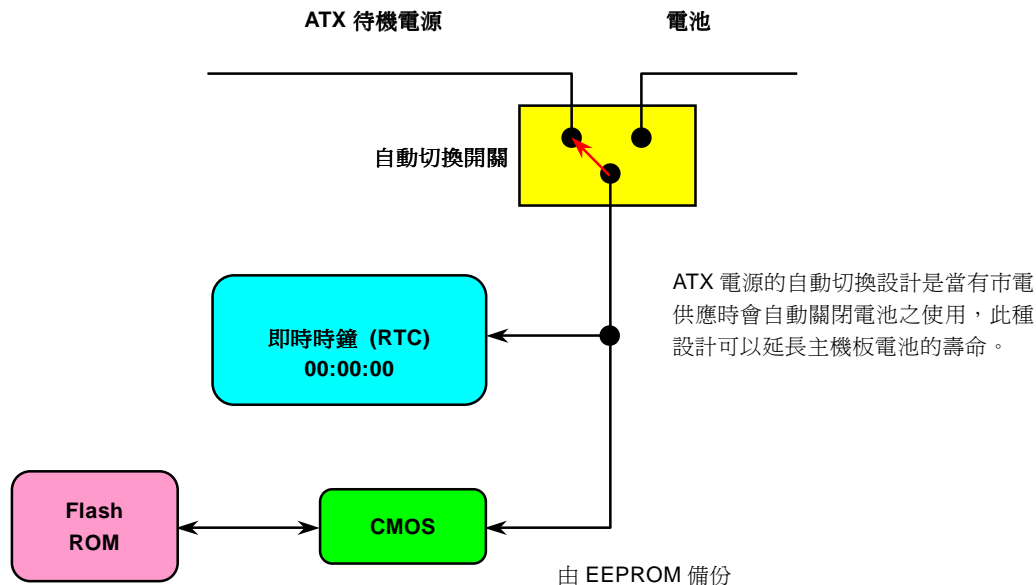 ATX 待機電源
電池
自動切換開關
ATX 電源的自動切換設計是當有市電
供應時會自動關閉電池之使用，此種
設計可以延長主機板電池的壽命。
即時時鐘 (RTC)
00:00:00
Flash
ROM
CMOS
由 EEPROM 備份